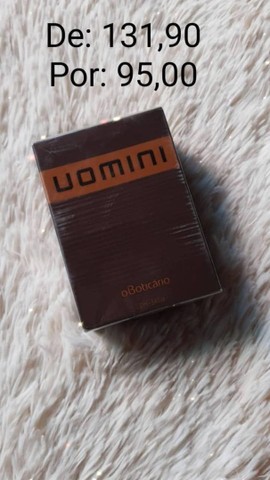 De: 131,90
Por: 95,00
UOMINI
oBoticário